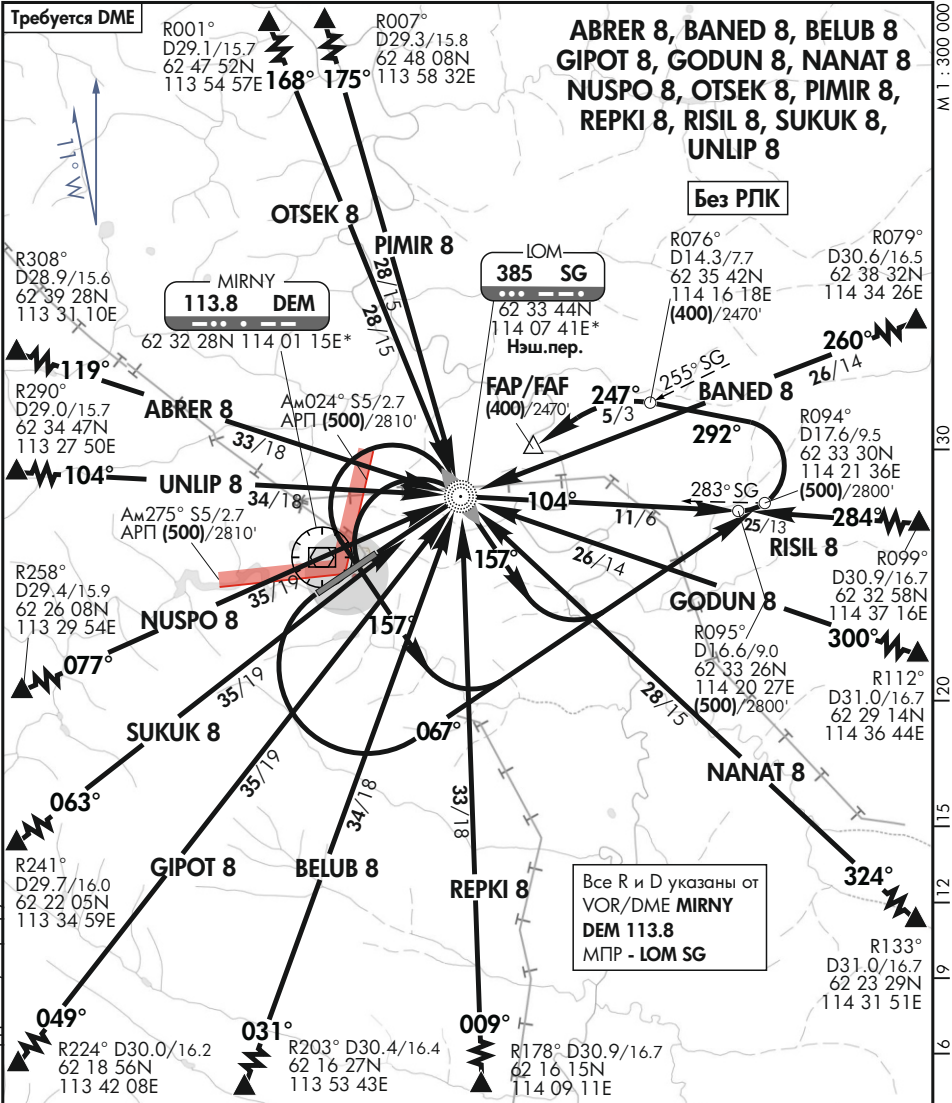 Требуется DME
ABRER 8, BANED 8, BELUB 8
GIPOT 8, GODUN 8, NANAT 8
NUSPO 8, OTSEK 8, PIMIR 8,
REPKI 8, RISIL 8, SUKUK 8,
UNLIP 8
Без РЛК
М 1 : 300 000
R001°
D29.1/15.7
62 47 52N
113 54 57E
168°
R007°
D29.3/15.8
62 48 08N
113 58 32E
175°
11° W
OTSEK 8
PIMIR 8
28/15
28/15
R308°
D28.9/15.6
62 39 28N
113 31 10E
119°
MIRNY
113.8 DEM
62 32 28N 114 01 15E*
LOM
385 SG
62 33 44N
114 07 41E*
Нэш.пер.
R076°
D14.3/7.7
62 35 42N
114 16 18E
(400)/2470'
R079°
D30.6/16.5
62 38 32N
114 34 26E
260°
26/14
BANED 8
255° SG
247°
5/3
FAP/FAF
(400)/2470'
292°
R290°
D29.0/15.7
62 34 47N
113 27 50E
104°
ABRER 8
33/18
Ам024° S5/2.7
АРП (500)/2810'
UNLIP 8
34/18
Ам275° S5/2.7
АРП (500)/2810'
R094°
D17.6/9.5
62 33 30N
114 21 36E
(500)/2800'
104°
11/6
283° SG
25/13
284°
RISIL 8
R099°
D30.9/16.7
62 32 58N
114 37 16E
157°
26/14
GODUN 8
300°
R095°
D16.6/9.0
62 33 26N
114 20 27E
(500)/2800'
R112°
D31.0/16.7
62 29 14N
114 36 44E
R258°
D29.4/15.9
62 26 08N
113 29 54E
077°
NUSPO 8
35/19
157°
067°
28/15
NANAT 8
324°
R133°
D31.0/16.7
62 23 29N
114 31 51E
SUKUK 8
35/19
063°
R241°
D29.7/16.0
62 22 05N
113 34 59E
GIPOT 8
35/19
049°
R224° D30.0/16.2
62 18 56N
113 42 08E
BELUB 8
34/18
031°
R203° D30.4/16.4
62 16 27N
113 53 43E
REPKI 8
33/18
009°
R178° D30.9/16.7
62 16 15N
114 09 11E
Все R и D указаны от
VOR/DME MIRNY
DEM 113.8
МПР - LOM SG
130
120
15
12
9
6